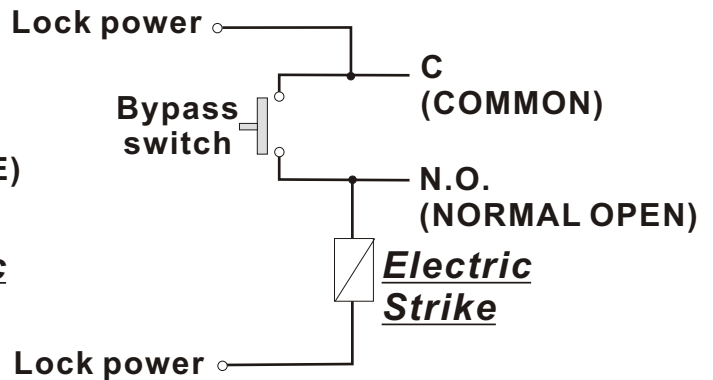 Lock power
C
(COMMON)
Bypass
switch
E)
N.O.
(NORMAL OPEN)
c
Electric
Strike
Lock power